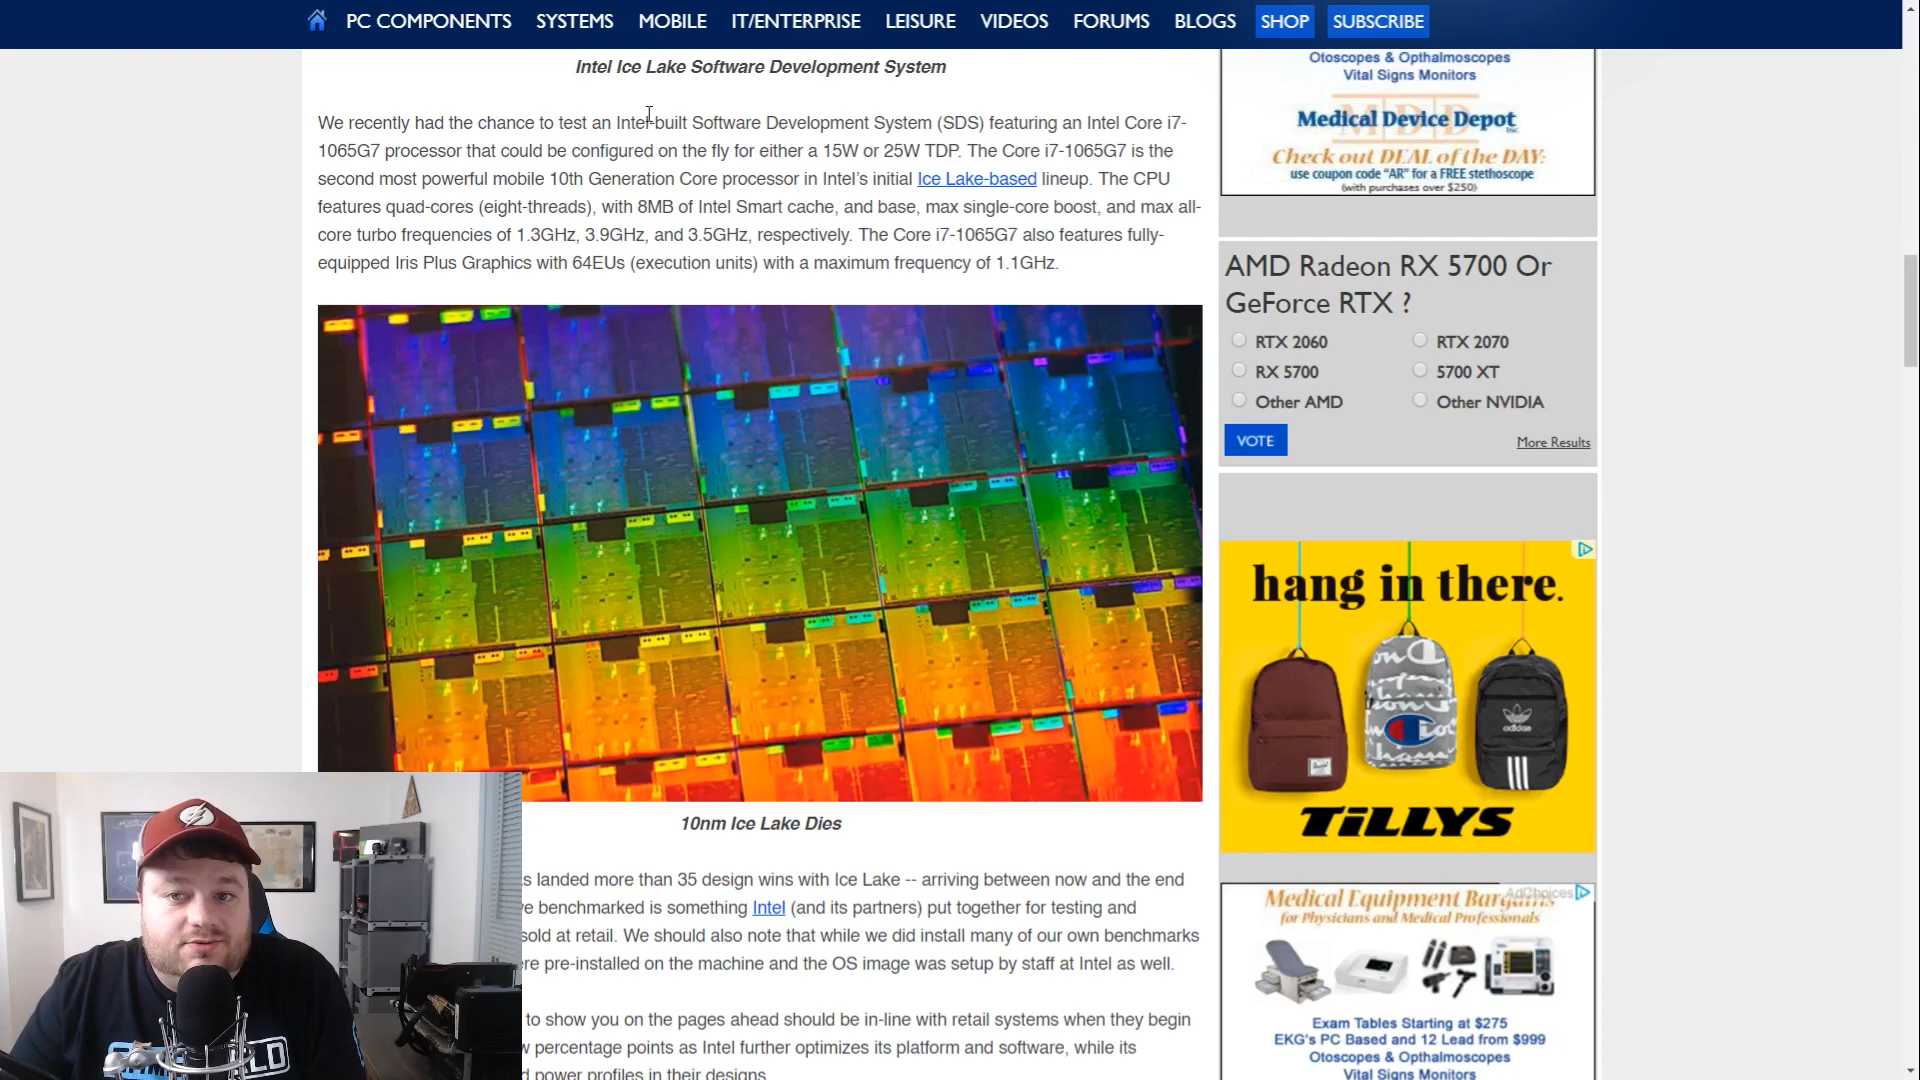 PC COMPONENTS SYSTEMS MOBILE IT/ENTERPRISE LEISURE VIDEOS FORUMS BLOGS SHOP SUBSCRIBE
Intel Ice Lake Software Development System
We recently had the chance to test an Intel-built Software Development System (SDS) featuring an Intel Core i7-
1065G7 processor that could be configured on the fly for either a 15W or 25W TDP. The Core i7-1065G7 is the
second most powerful mobile 10th Generation Core processor in Intel's initial Ice Lake-based lineup. The CPU
features quad-cores (eight-threads), with 8MB of Intel Smart cache, and base, max single-core boost, and max all-
core turbo frequencies of 1.3GHz, 3.9GHz, and 3.5GHz, respectively. The Core i7-1065G7 also features fully-
equipped Iris Plus Graphics with 64EUs (execution units) with a maximum frequency of 1.1GHz.
10nm Ice Lake Dies
landed more than 35 design wins with Ice Lake -- arriving between now and the end
benchmarked is something Intel (and its partners) put together for testing and
sold at retail. We should also note that while we did install many of our own benchmarks
pre-installed on the machine and the OS image was setup by staff at Intel as well.
to show you on the pages ahead should be in-line with retail systems when they begin
percentage points as Intel further optimizes its platform and software, while its
power profiles in their designs
Otoscopes & Opthalmoscopes
Vital Signs Monitors
MDD
Medical Device Depot
Inc.
Check out DEAL of the DAY:
use coupon code "AR" for a FREE stethoscope
(with purchases over $250)
AMD Radeon RX 5700 Or
GeForce RTX ?
RTX 2060 RTX 2070
RX 5700 5700 XT
Other AMD Other NVIDIA
VOTE More Results
hang in there.
adidas
TILLYS
AdChoices
Medical Equipment Bargains
for Physicians and Medical Professionals
Exam Tables Starting at $275
EKG's PC Based and 12 Lead from $999
Otoscopes & Opthalmoscopes
Vital Signs Monitors